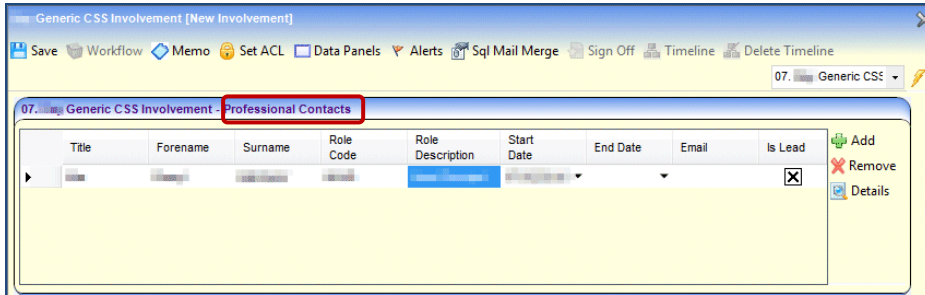 Generic CSS Involvement [New Involvement]
Save Workflow Memo Set ACL Data Panels Alerts Sql Mail Merge Sign Off Timeline Delete Timeline
07. Generic CSS
07. Generic CSS Involvement - Professional Contacts
Title Forename Surname Role Code Role Description Start Date End Date Email Is Lead
Add
Remove
Details